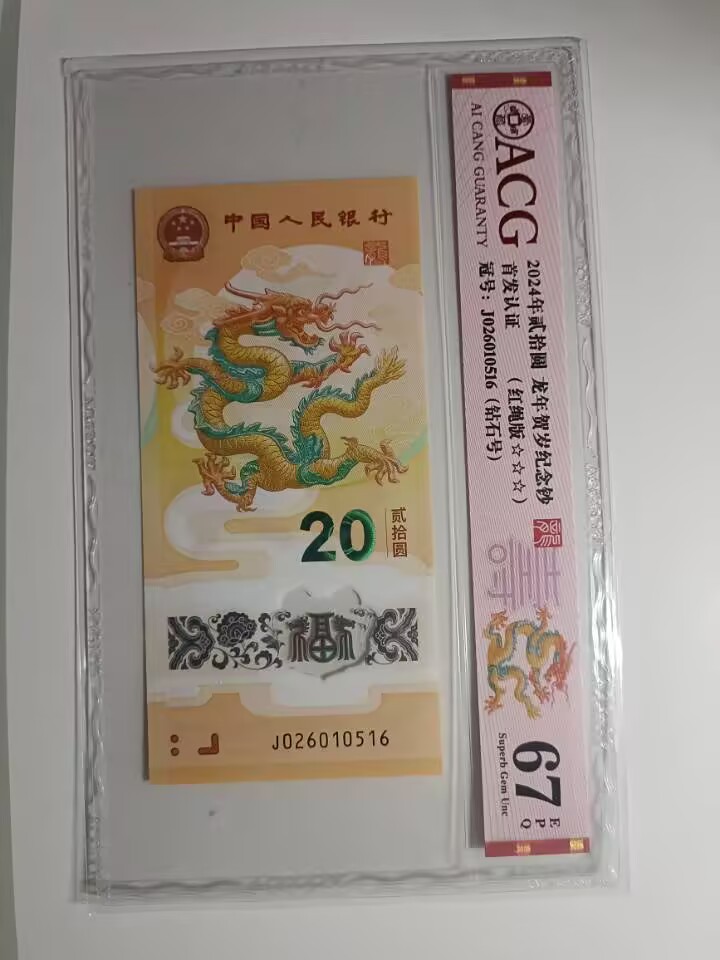 中国人民银行
20
贰拾圆
福
J026010516
ACG
AI CANG GUARANTY
2024年贰拾圆 龙年贺岁纪念钞
首发认证 (红绳版☆☆☆)
冠号:J026010516(钻石号)
67
E
P
Q
Superb Gem Unc